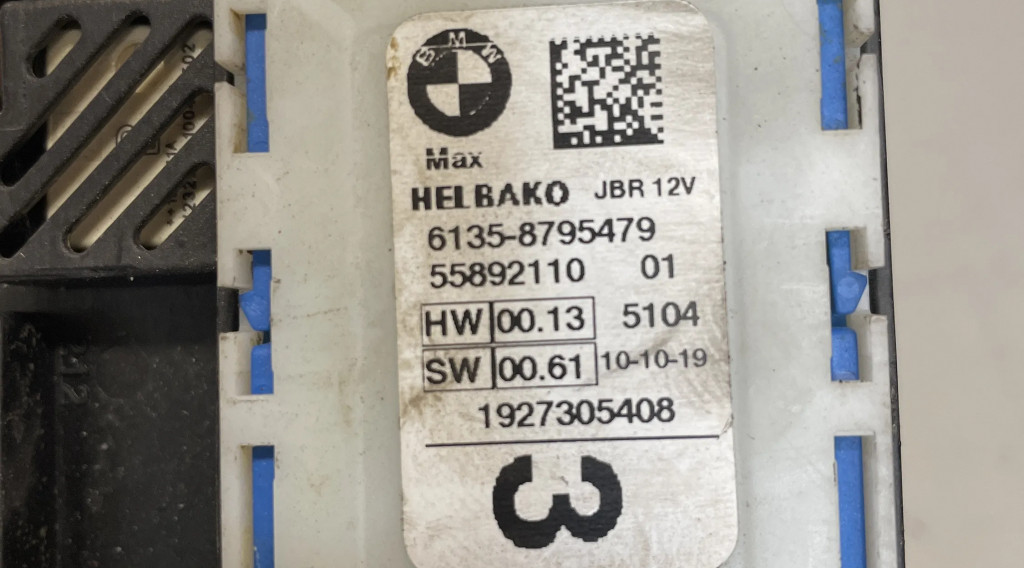 BMW
Max
HELBAKO JBR 12V
6135-8795479
55892110 01
HW 00.13 5104
SW 00.61 10-10-19
1927305408
3